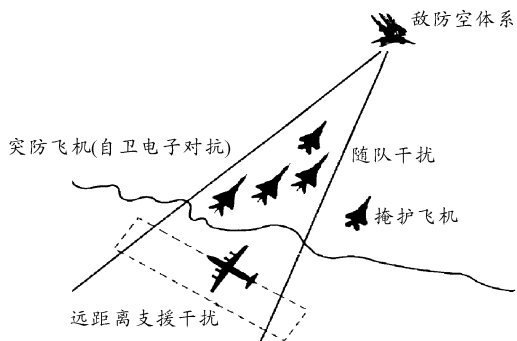 敌防空体系
突防飞机(自卫电子对抗)
随队干扰
掩护飞机
远距离支援干扰